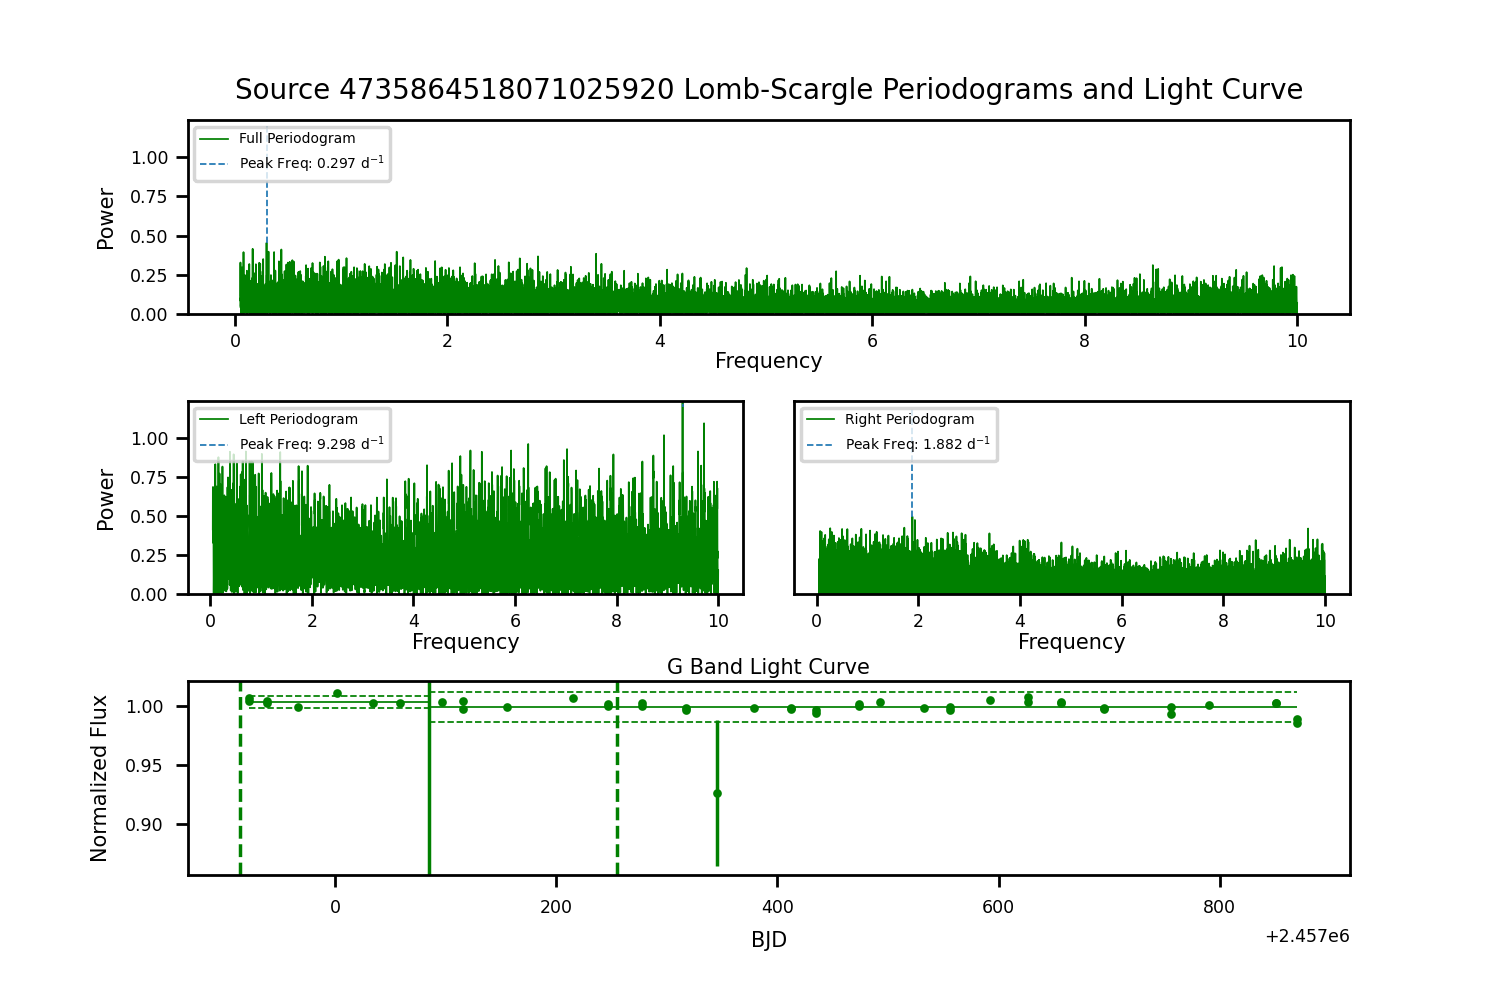 Source 4735864518071025920 Lomb-Scargle Periodograms and Light Curve
Full Periodogram
Peak Freq: 0.297 d⁻¹
Power
1.00
0.75
0.50
0.25
0.00
0 2 4 6 8 10
Frequency
Left Periodogram
Peak Freq: 9.298 d⁻¹
Power
1.00
0.75
0.50
0.25
0.00
0 2 4 6 8 10
Frequency
Right Periodogram
Peak Freq: 1.882 d⁻¹
0 2 4 6 8 10
Frequency
G Band Light Curve
Normalized Flux
1.00
0.95
0.90
0 200 400 600 800
BJD
+2.457e6